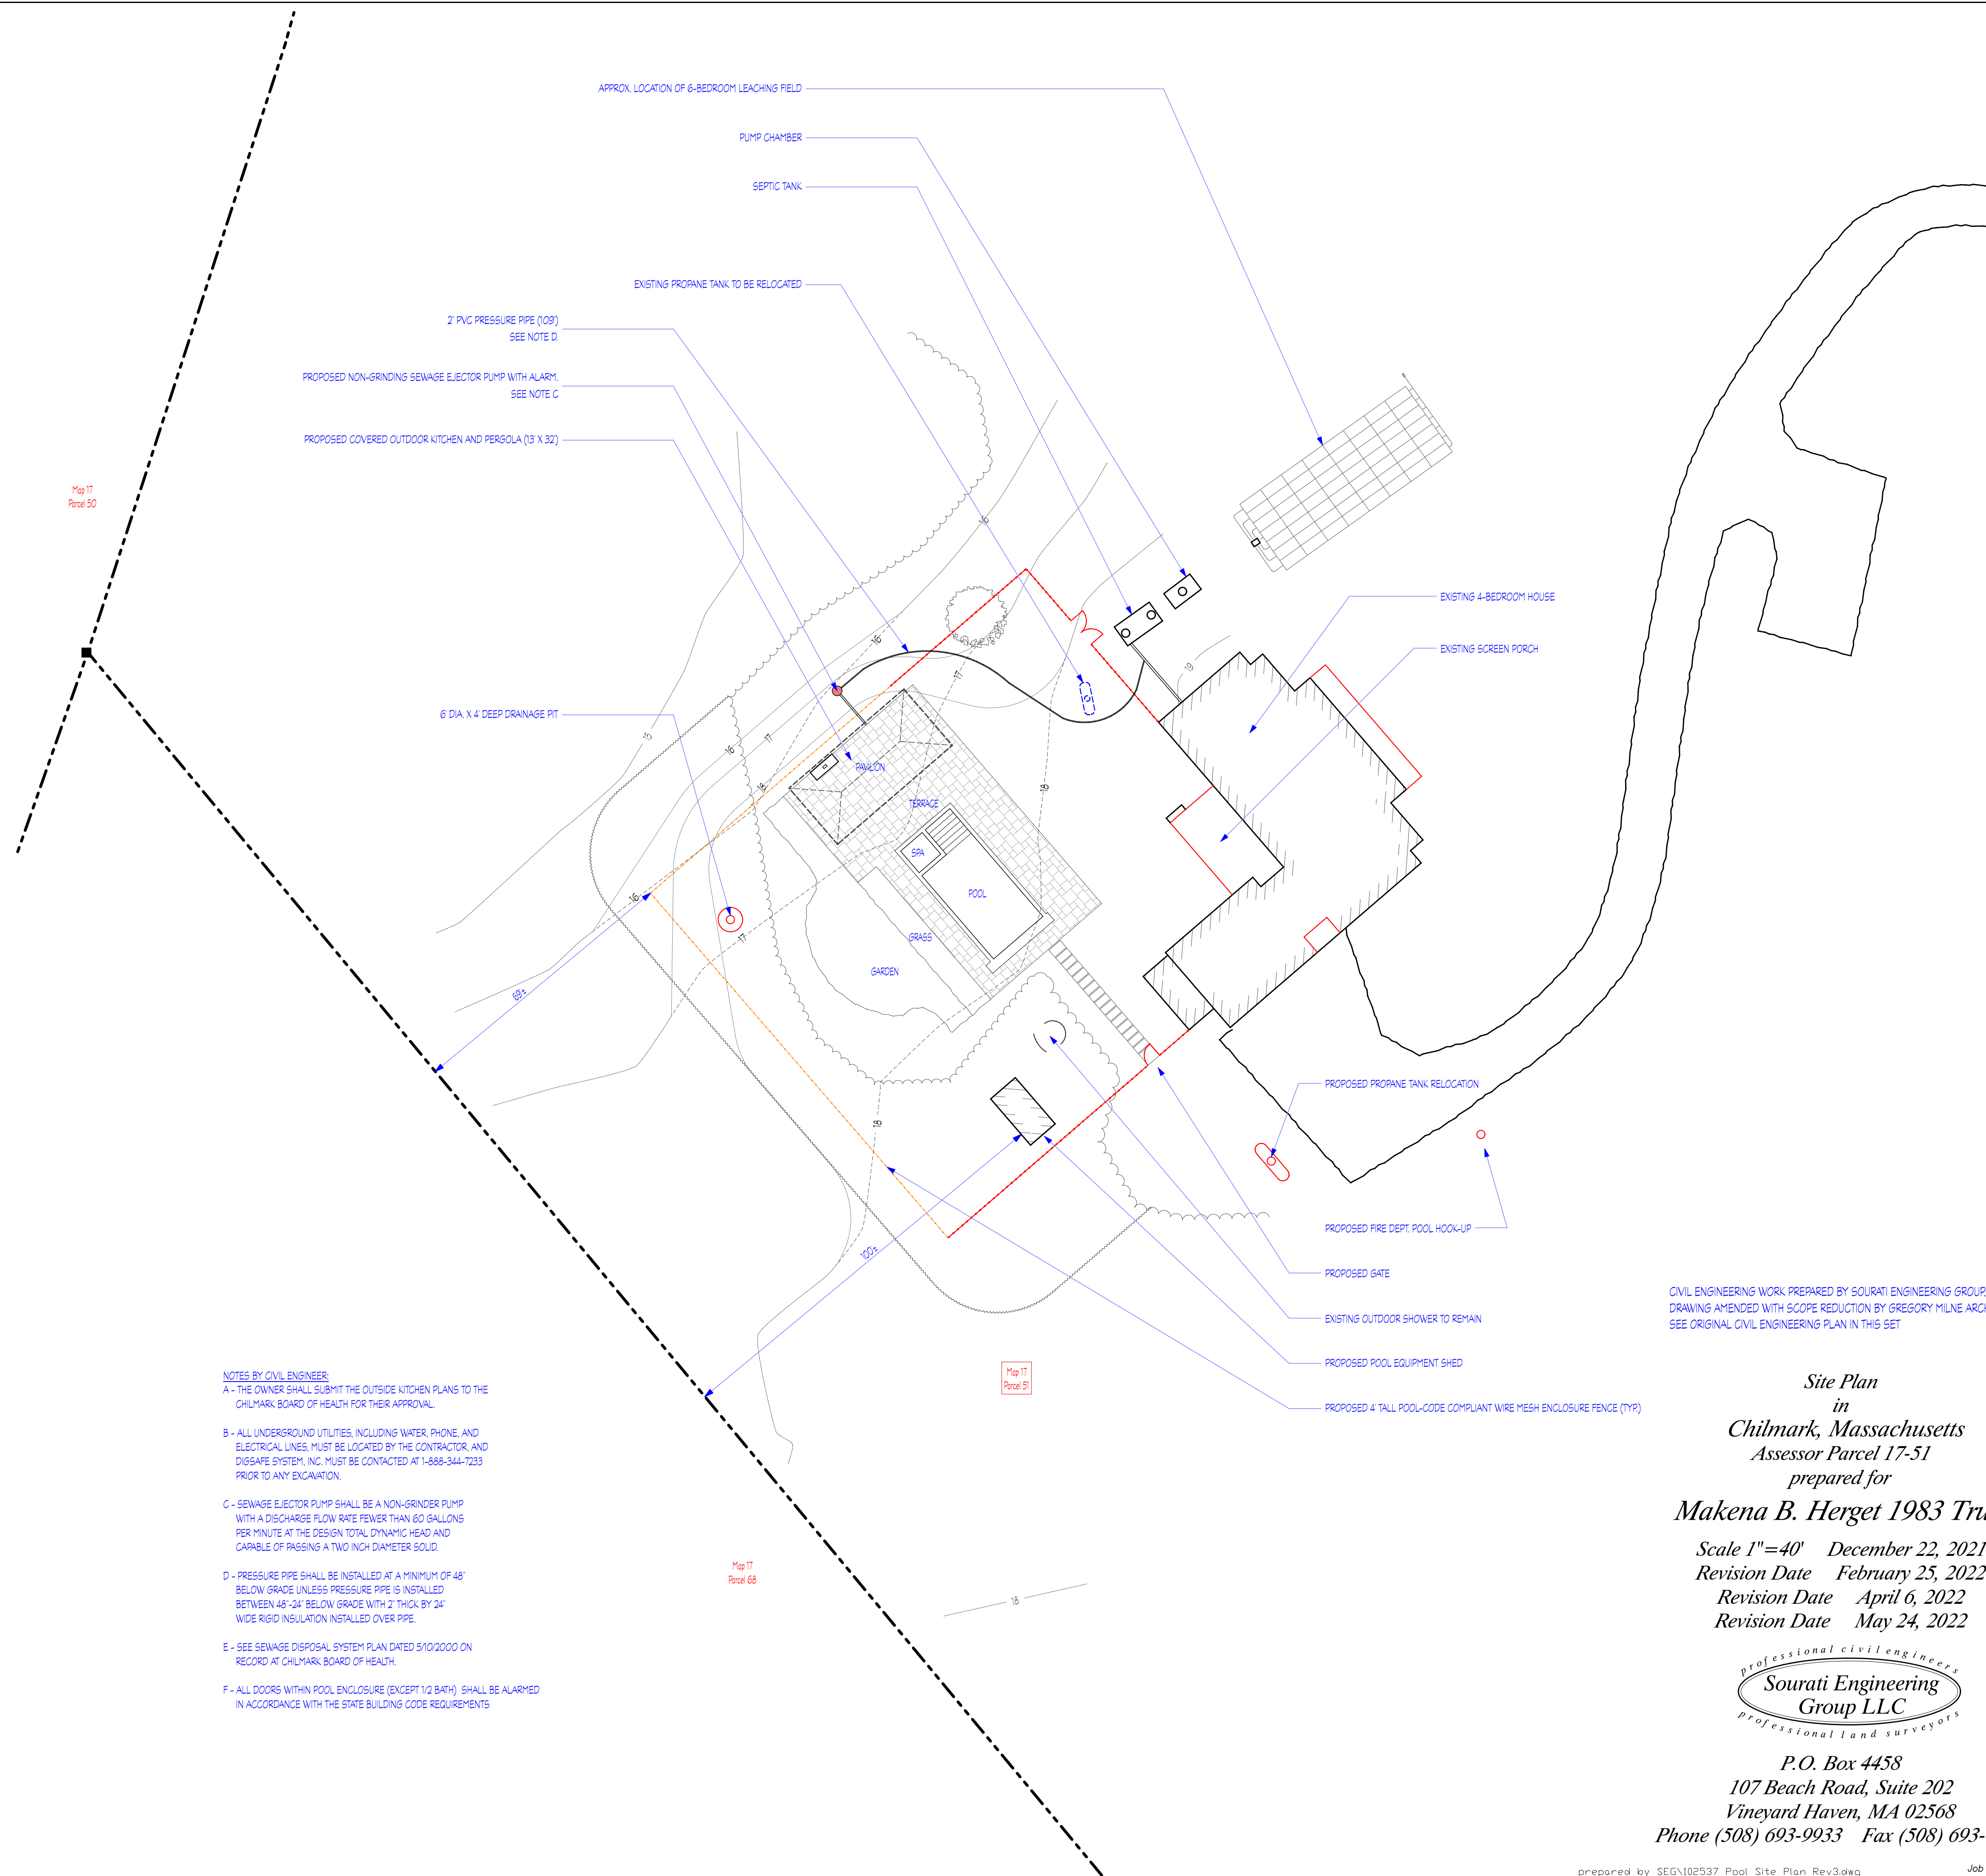 APPROX. LOCATION OF 6-BEDROOM LEACHING FIELD
PUMP CHAMBER
SEPTIC TANK
EXISTING PROPANE TANK TO BE RELOCATED
2" PVC PRESSURE PIPE (109')
SEE NOTE D.
PROPOSED NON-GRINDING SEWAGE EJECTOR PUMP WITH ALARM.
SEE NOTE C
PROPOSED COVERED OUTDOOR KITCHEN AND PERGOLA (13' X 32')
Map 17
Parcel 50
16
EXISTING 4-BEDROOM HOUSE
EXISTING SCREEN PORCH
16
17
19
6' DIA. X 4' DEEP DRAINAGE PIT
15
16
17
18
18
PAVILION
TERRACE
SPA
POOL
GRASS
GARDEN
16
17
69'±
18
100'±
PROPOSED PROPANE TANK RELOCATION
PROPOSED FIRE DEPT. POOL HOOK-UP
PROPOSED GATE
EXISTING OUTDOOR SHOWER TO REMAIN
PROPOSED POOL EQUIPMENT SHED
PROPOSED 4' TALL POOL-CODE COMPLIANT WIRE MESH ENCLOSURE FENCE (TYP.)
Map 17
Parcel 51
Map 17
Parcel 68
18
NOTES BY CIVIL ENGINEER:
A - THE OWNER SHALL SUBMIT THE OUTSIDE KITCHEN PLANS TO THE
CHILMARK BOARD OF HEALTH FOR THEIR APPROVAL.
B - ALL UNDERGROUND UTILITIES, INCLUDING WATER, PHONE, AND
ELECTRICAL LINES, MUST BE LOCATED BY THE CONTRACTOR, AND
DIGSAFE SYSTEM, INC. MUST BE CONTACTED AT 1-888-344-7233
PRIOR TO ANY EXCAVATION.
C - SEWAGE EJECTOR PUMP SHALL BE A NON-GRINDER PUMP
WITH A DISCHARGE FLOW RATE FEWER THAN 60 GALLONS
PER MINUTE AT THE DESIGN TOTAL DYNAMIC HEAD AND
CAPABLE OF PASSING A TWO INCH DIAMETER SOLID.
D - PRESSURE PIPE SHALL BE INSTALLED AT A MINIMUM OF 48"
BELOW GRADE UNLESS PRESSURE PIPE IS INSTALLED
BETWEEN 48"-24" BELOW GRADE WITH 2" THICK BY 24"
WIDE RIGID INSULATION INSTALLED OVER PIPE.
E - SEE SEWAGE DISPOSAL SYSTEM PLAN DATED 5/10/2000 ON
RECORD AT CHILMARK BOARD OF HEALTH.
F - ALL DOORS WITHIN POOL ENCLOSURE (EXCEPT 1/2 BATH) SHALL BE ALARMED
IN ACCORDANCE WITH THE STATE BUILDING CODE REQUIREMENTS
CIVIL ENGINEERING WORK PREPARED BY SOURATI ENGINEERING GROUP,
DRAWING AMENDED WITH SCOPE REDUCTION BY GREGORY MILNE ARC
SEE ORIGINAL CIVIL ENGINEERING PLAN IN THIS SET
Site Plan
in
Chilmark, Massachusetts
Assessor Parcel 17-51
prepared for
Makena B. Herget 1983 Tru
Scale 1"=40' December 22, 2021
Revision Date February 25, 2022
Revision Date April 6, 2022
Revision Date May 24, 2022
professional civil engineers
Sourati Engineering
Group LLC
professional land surveyors
P.O. Box 4458
107 Beach Road, Suite 202
Vineyard Haven, MA 02568
Phone (508) 693-9933 Fax (508) 693-
prepared by SEG\102537 Pool Site Plan Rev3.dwg
Job